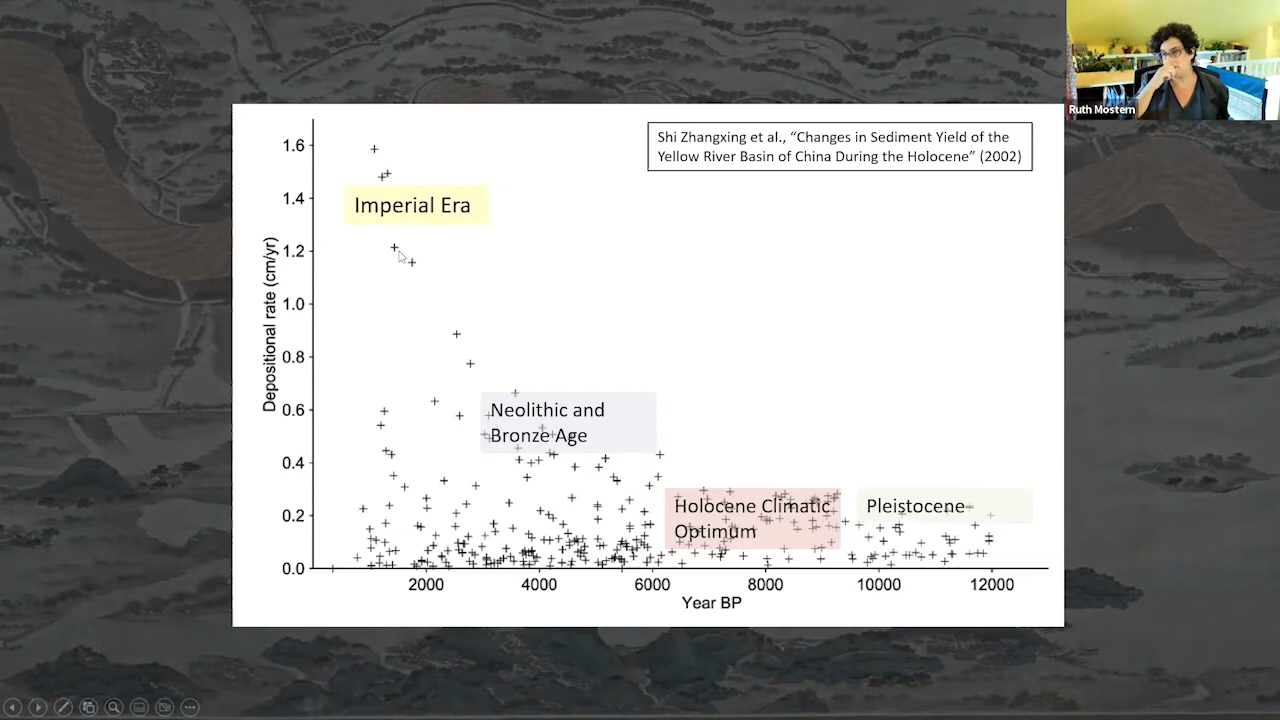 Ruth Mostern
Shi Zhangxing et al., “Changes in Sediment Yield of the
Yellow River Basin of China During the Holocene” (2002)
1.6
1.4
1.2
1.0
0.8
0.6
0.4
0.2
0.0
Depositional rate (cm/yr)
Imperial Era
Neolithic and
Bronze Age
Holocene Climatic
Optimum
Pleistocene
2000
4000
6000
8000
10000
12000
Year BP